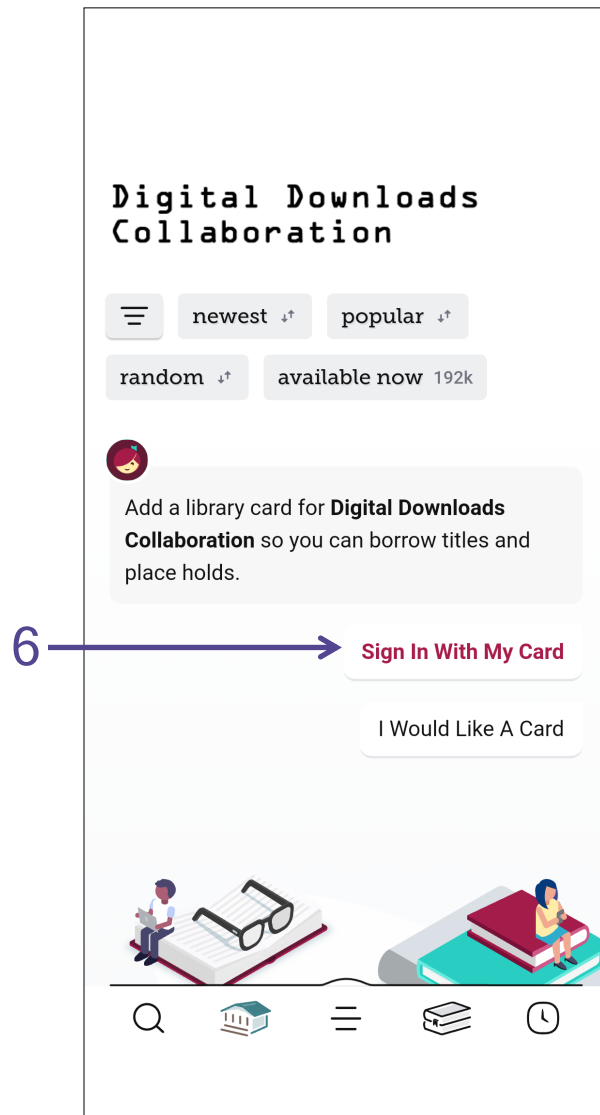 Digital Downloads
Collaboration
newest
popular
random
available now 192k
Add a library card for Digital Downloads
Collaboration so you can borrow titles and
place holds.
6
Sign In With My Card
I Would Like A Card